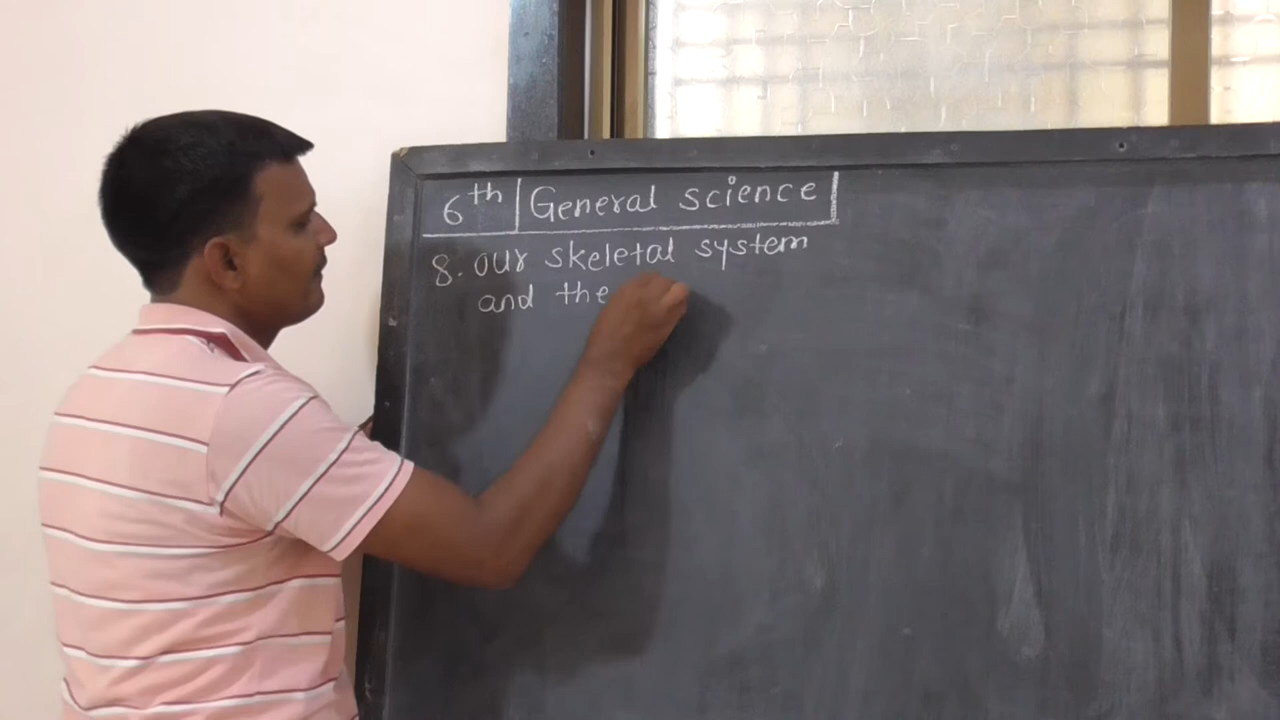 6th General science
8. our skeletal system
and the